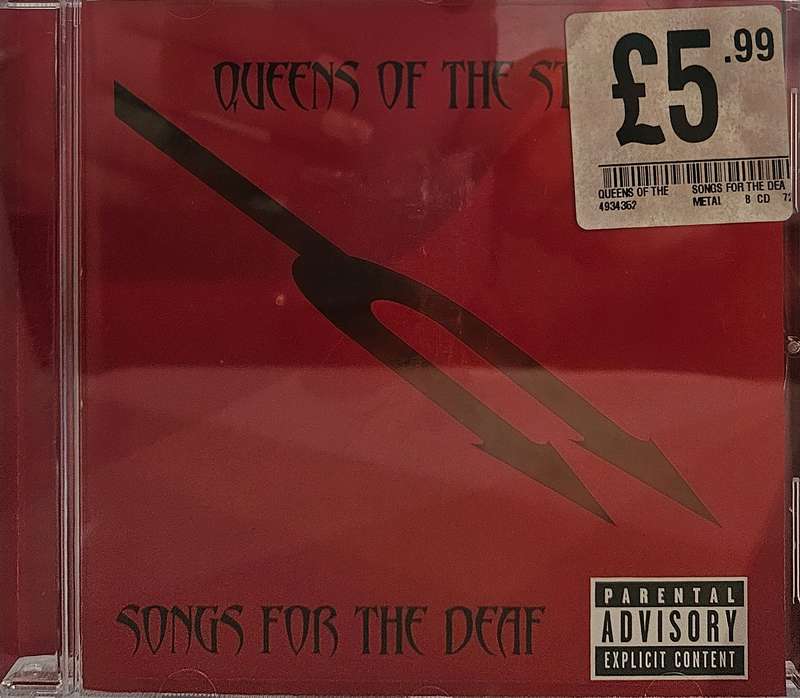 QUEENS OF THE ST
£5.99
QUEENS OF THE SONGS FOR THE DEA
4934362 METAL 8 CD 72
SONGS FOR THE DEAF
PARENTAL
ADVISORY
EXPLICIT CONTENT